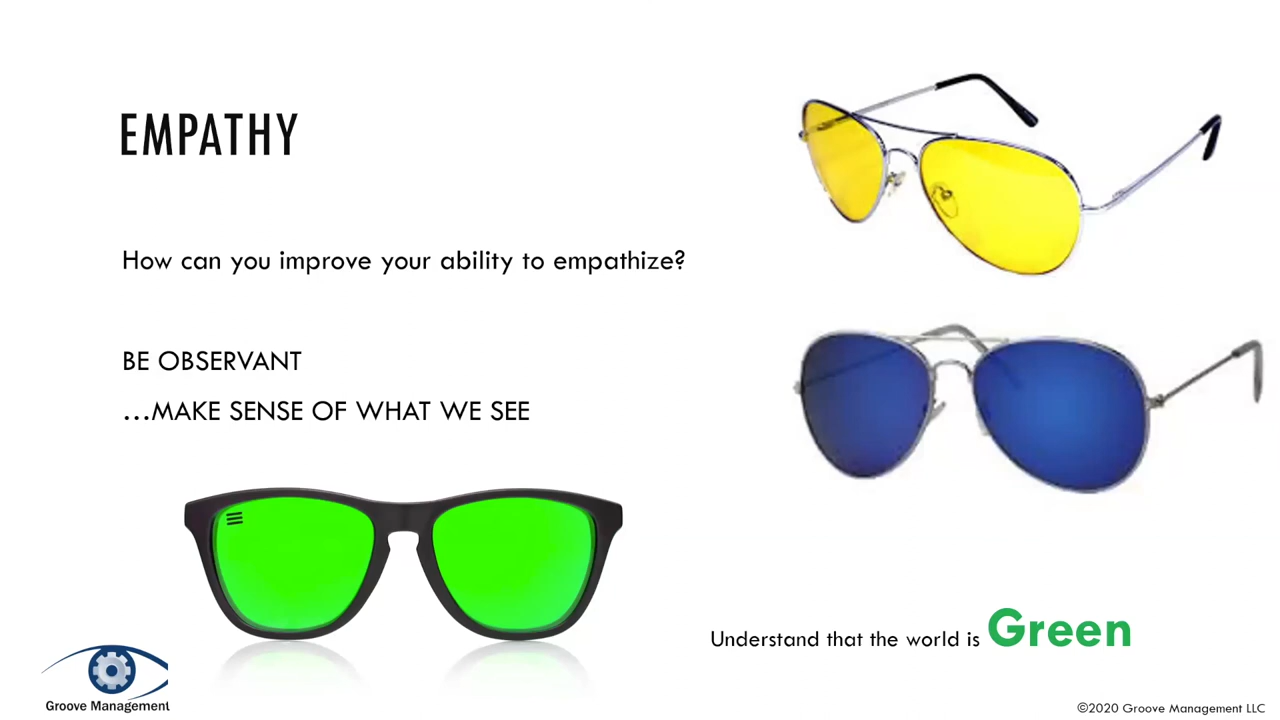 EMPATHY
How can you improve your ability to empathize?
BE OBSERVANT
...MAKE SENSE OF WHAT WE SEE
Understand that the world is Green
Groove Management
©2020 Groove Management LLC